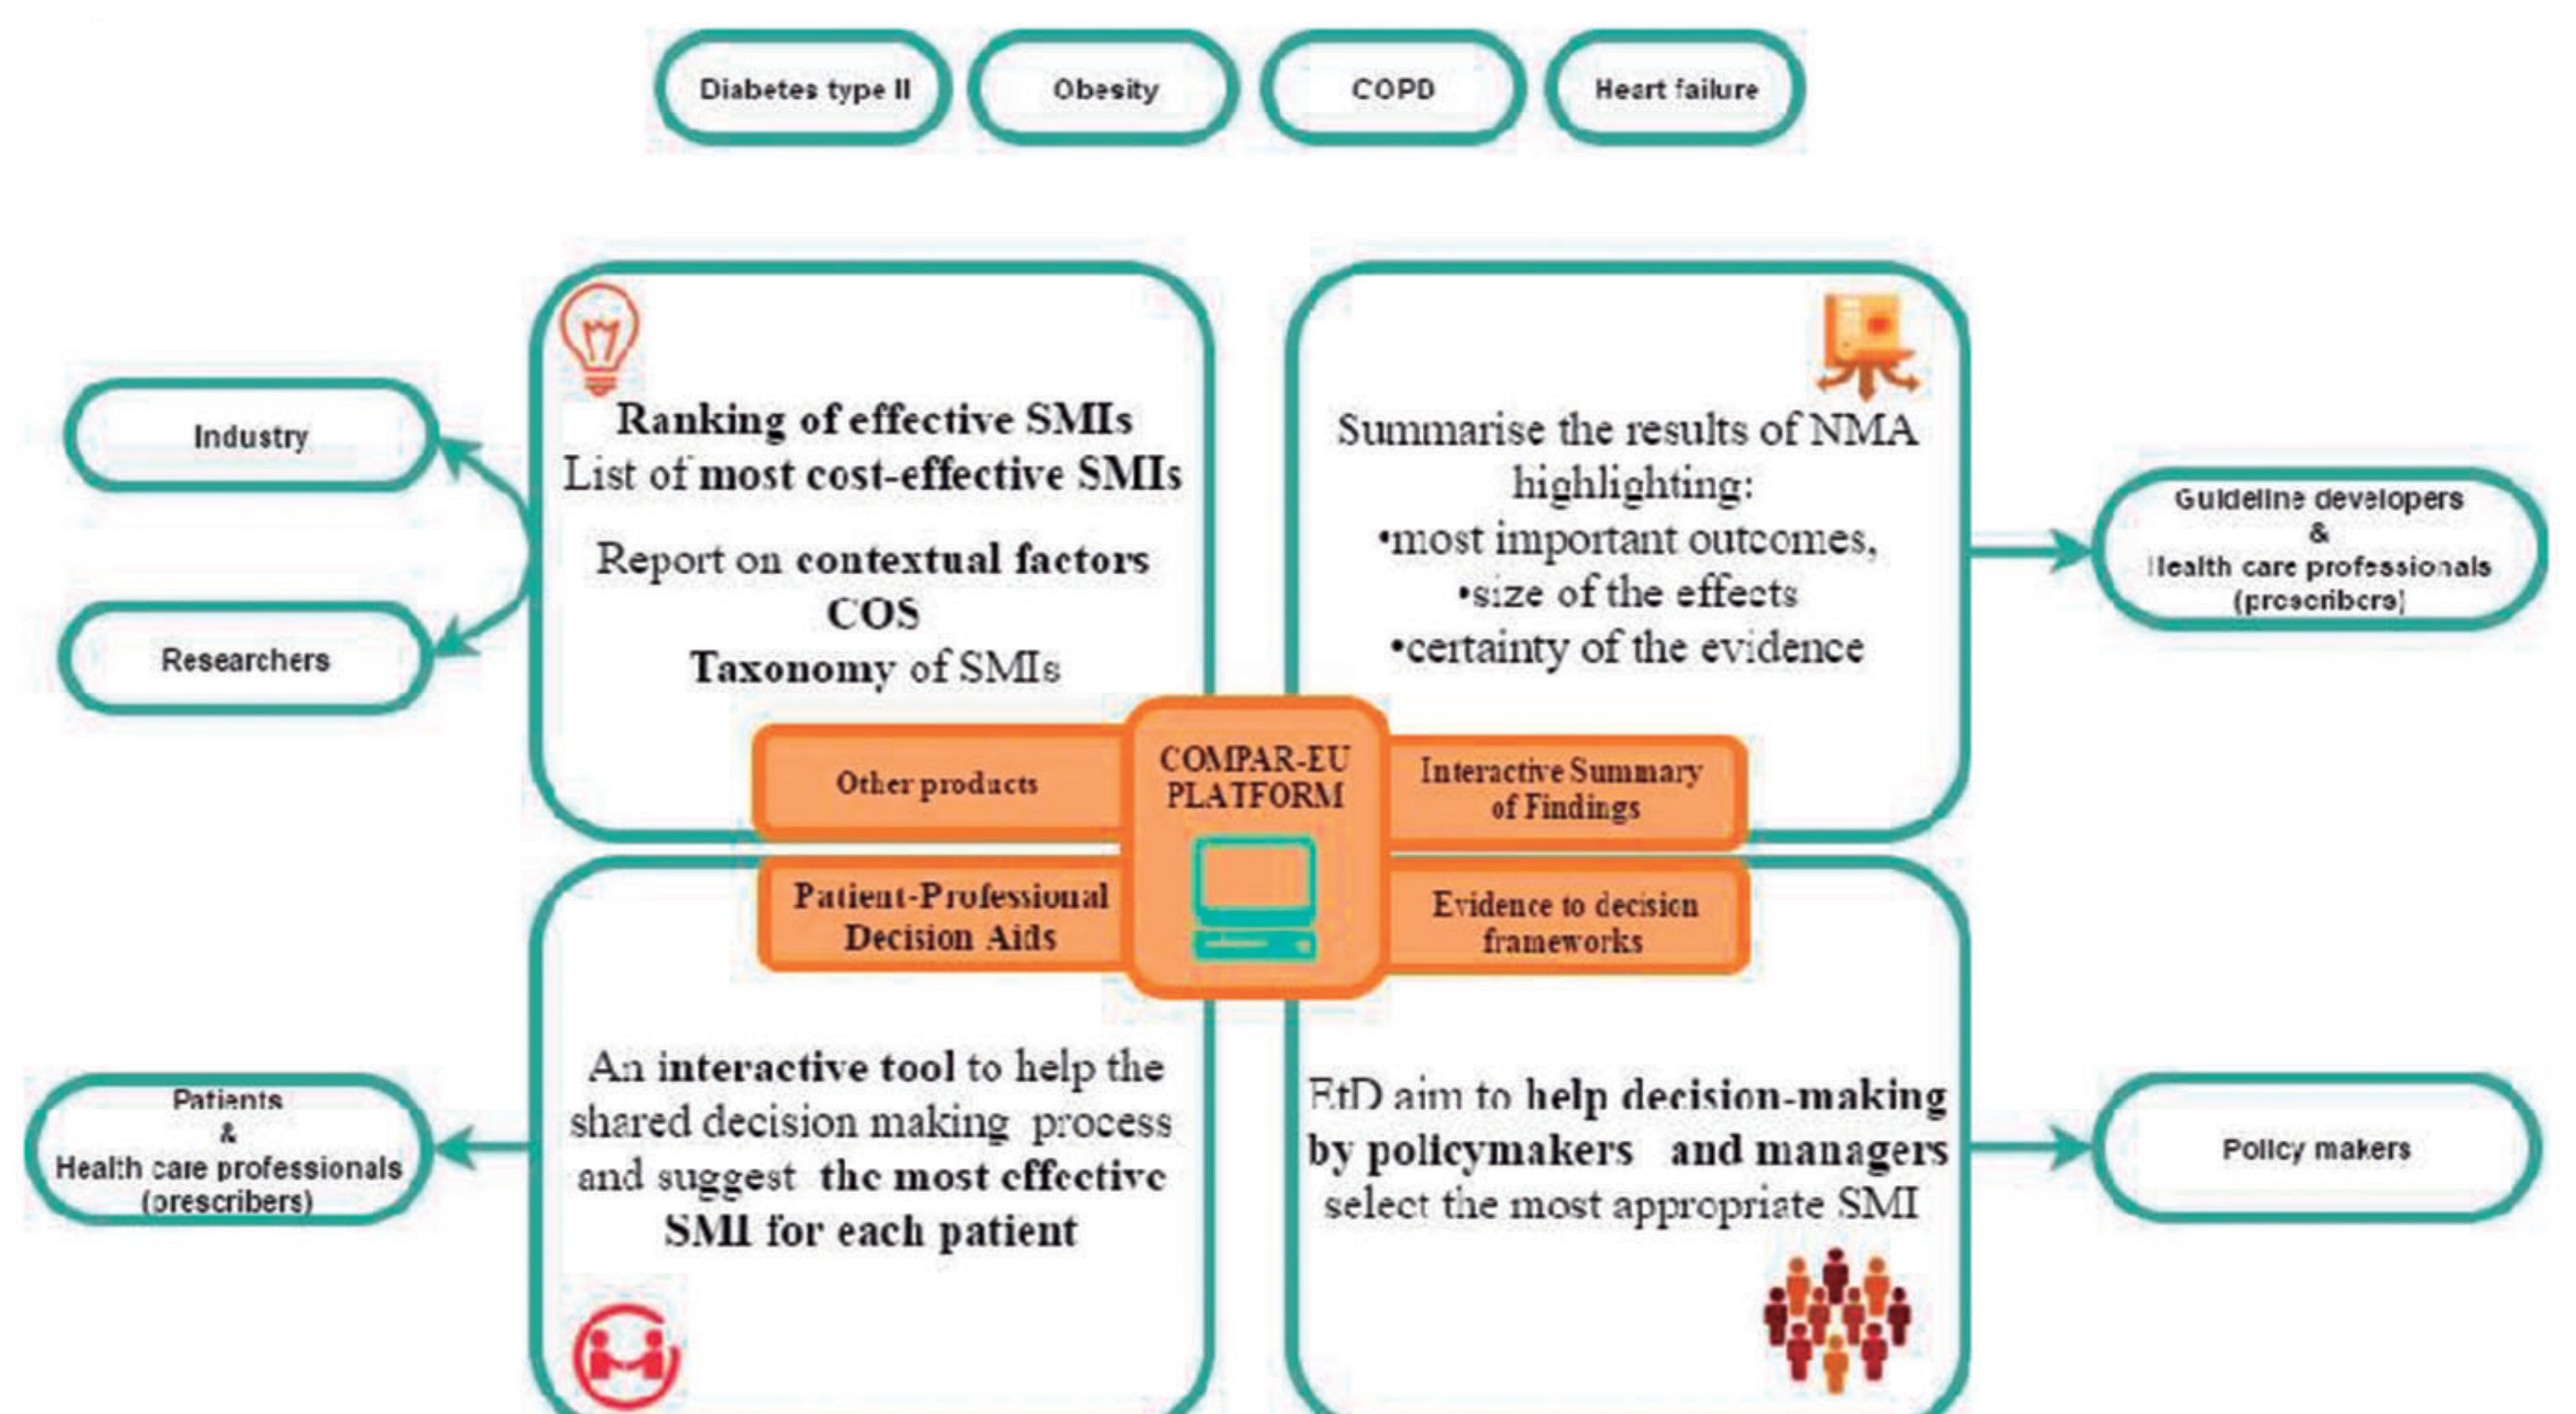 Diabetes type II
Obesity
COPD
Heart failure
Industry
Researchers
Ranking of effective SMIs
List of most cost-effective SMIs
Report on contextual factors
COS
Taxonomy of SMIs
Summarise the results of NMA
highlighting:
•most important outcomes,
•size of the effects
•certainty of the evidence
Guideline developers
&
Health care professionals
(prescribers)
Other products
COMPAR-EU
PLATFORM
Interactive Summary
of Findings
Patient-Professional
Decision Aids
Evidence to decision
frameworks
Patients
&
Health care professionals
(prescribers)
An interactive tool to help the
shared decision making process
and suggest the most effective
SMI for each patient
EtD aim to help decision-making
by policymakers and managers
select the most appropriate SMI
Policy makers